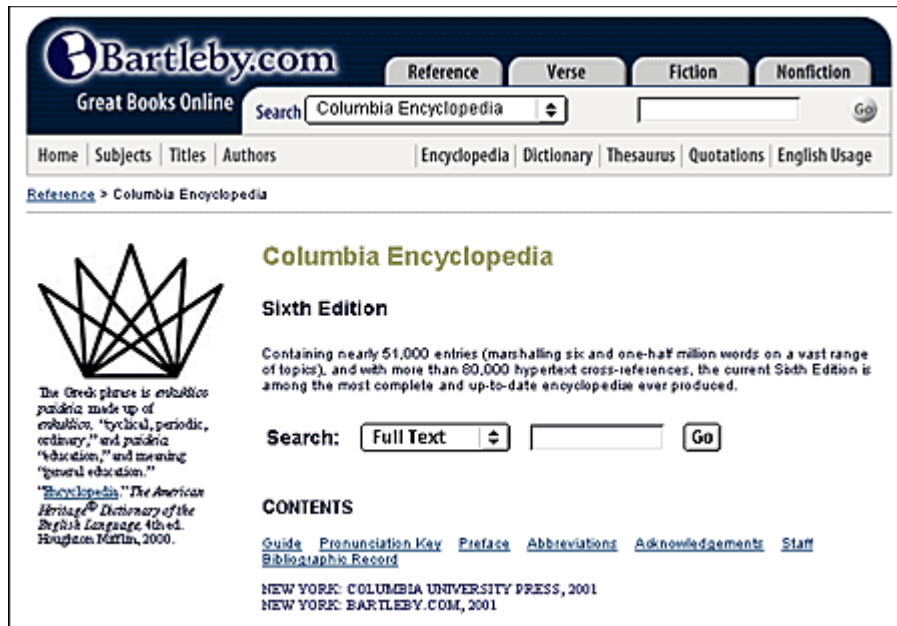 Bartleby.com
Reference Verse Fiction Nonfiction
Great Books Online
Search Columbia Encyclopedia Go
Home Subjects Titles Authors Encyclopedia Dictionary Thesaurus Quotations English Usage
Reference > Columbia Encyclopedia
Columbia Encyclopedia
Sixth Edition
Containing nearly 51,000 entries (marshalling six and one-half million words on a vast range
of topics), and with more than 80,000 hypertext cross-references, the current Sixth Edition is
among the most complete and up-to-date encyclopediæ ever produced.
Search: Full Text Go
The Greek phrase is enkuklios
paideia, made up of
enkuklios, “cyclical, periodic,
ordinary,” and paideia
“education,” and meaning
“general education.”
“Encyclopedia.” The American
Heritage® Dictionary of the
English Language, 4th ed.
Houghton Mifflin, 2000.
CONTENTS
Guide Pronunciation Key Preface Abbreviations Acknowledgements Staff
Bibliographic Record
NEW YORK: COLUMBIA UNIVERSITY PRESS, 2001
NEW YORK: BARTLEBY.COM, 2001